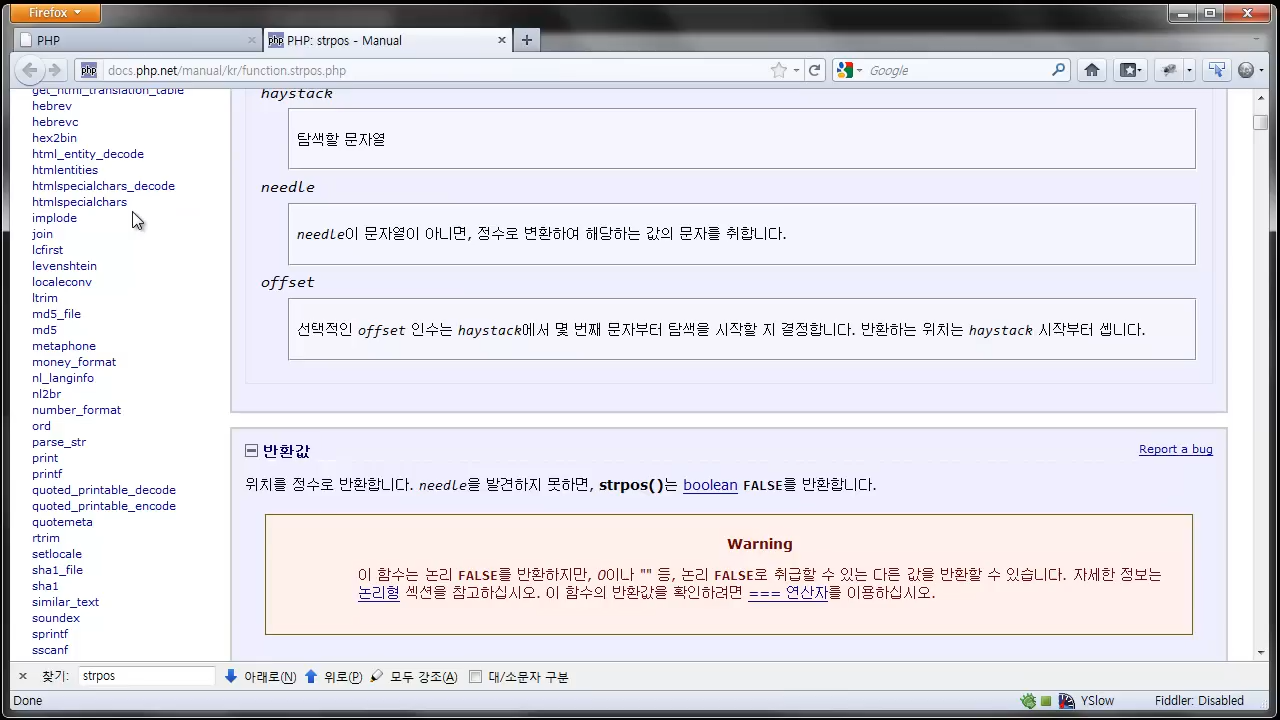 Firefox
PHP
PHP: strpos - Manual
docs.php.net/manual/kr/function.strpos.php
Google
get_html_translation_table
hebrev
hebrevc
hex2bin
html_entity_decode
htmlentities
htmlspecialchars_decode
htmlspecialchars
implode
join
lcfirst
levenshtein
localeconv
ltrim
md5_file
md5
metaphone
money_format
nl_langinfo
nl2br
number_format
ord
parse_str
print
printf
quoted_printable_decode
quoted_printable_encode
quotemeta
rtrim
setlocale
sha1_file
sha1
similar_text
soundex
sprintf
sscanf
haystack
탐색할 문자열
needle
needle이 문자열이 아니면, 정수로 변환하여 해당하는 값의 문자를 취합니다.
offset
선택적인 offset 인수는 haystack에서 몇 번째 문자부터 탐색을 시작할 지 결정합니다. 반환하는 위치는 haystack 시작부터 셉니다.
반환값
Report a bug
위치를 정수로 반환합니다. needle을 발견하지 못하면, strpos()는 boolean FALSE를 반환합니다.
Warning
이 함수는 논리 FALSE를 반환하지만, 0이나 "" 등, 논리 FALSE로 취급할 수 있는 다른 값을 반환할 수 있습니다. 자세한 정보는
논리형 섹션을 참고하십시오. 이 함수의 반환값을 확인하려면 === 연산자를 이용하십시오.
찾기: strpos 아래로(N) 위로(P) 모두 강조(A) 대/소문자 구분
Done
YSlow
Fiddler: Disabled